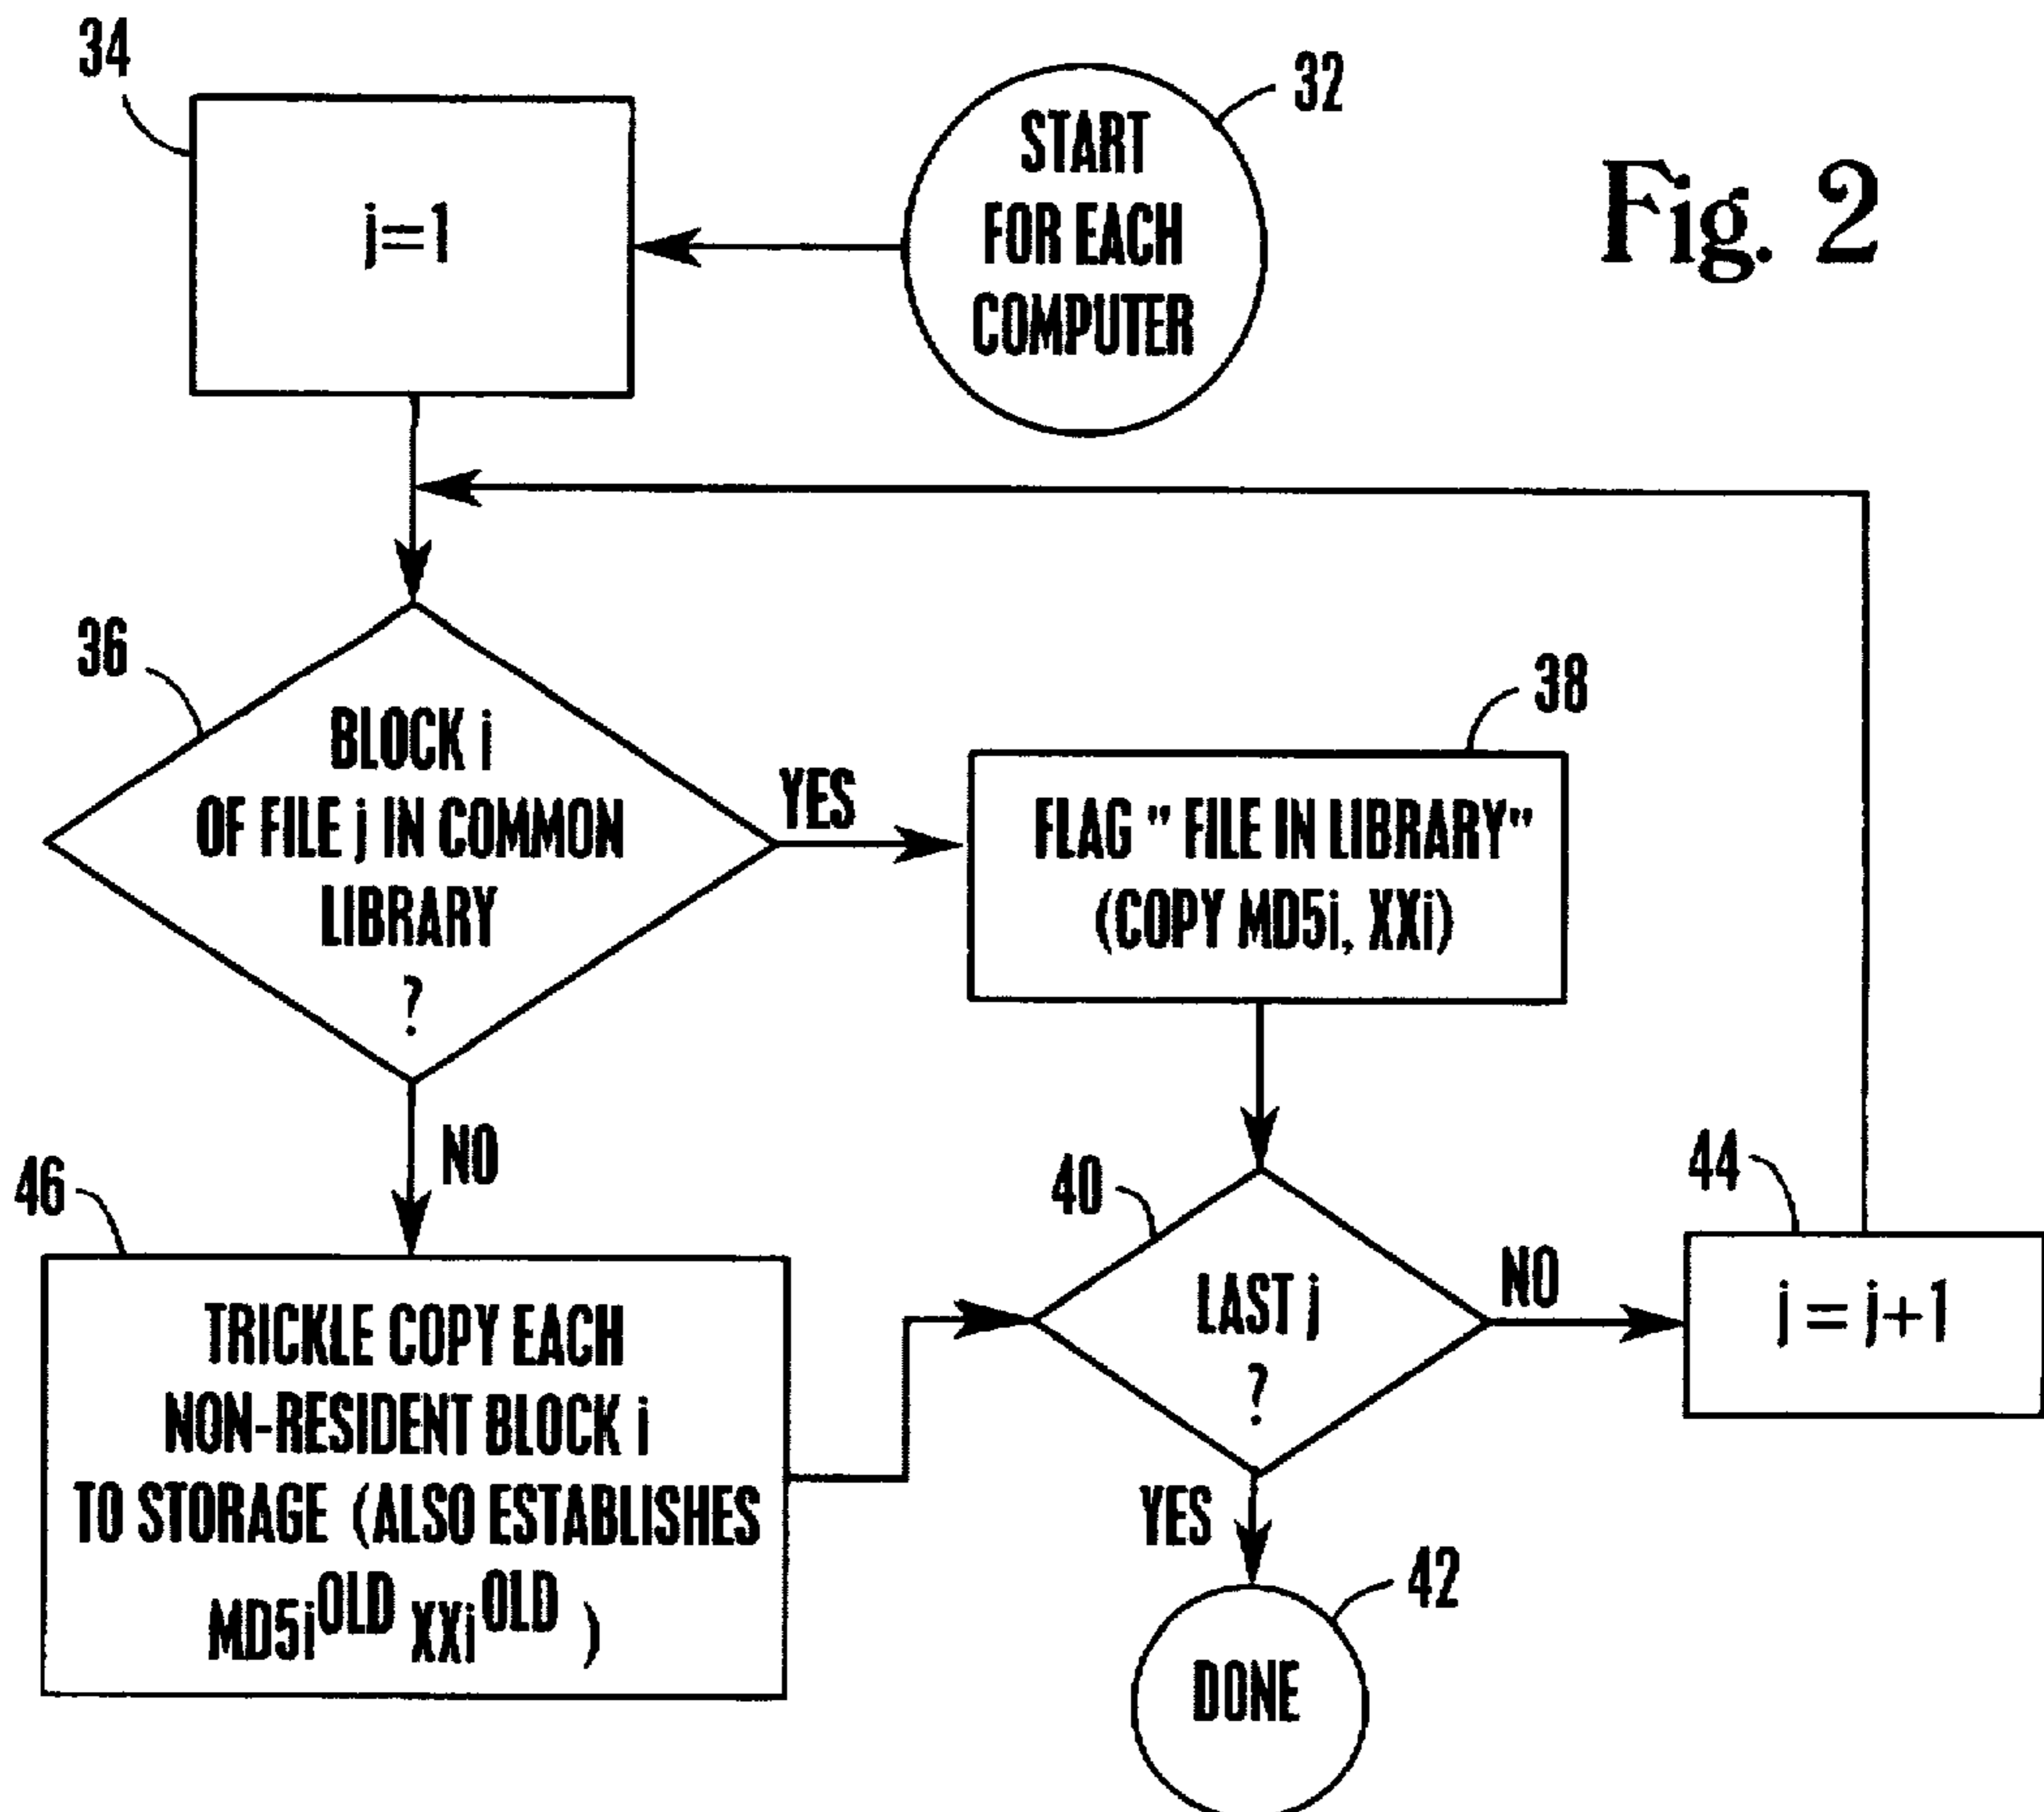 34
32
START
FOR EACH
COMPUTER
Fig. 2
j=1
36
BLOCK i
OF FILE j IN COMMON
LIBRARY
?
YES
38
FLAG " FILE IN LIBRARY"
(COPY MD5i, XXi)
NO
46
TRICKLE COPY EACH
NON-RESIDENT BLOCK i
TO STORAGE (ALSO ESTABLISHES
MD5i^OLD XXi^OLD )
40
LAST j
?
NO
44
j = j+1
YES
42
DONE